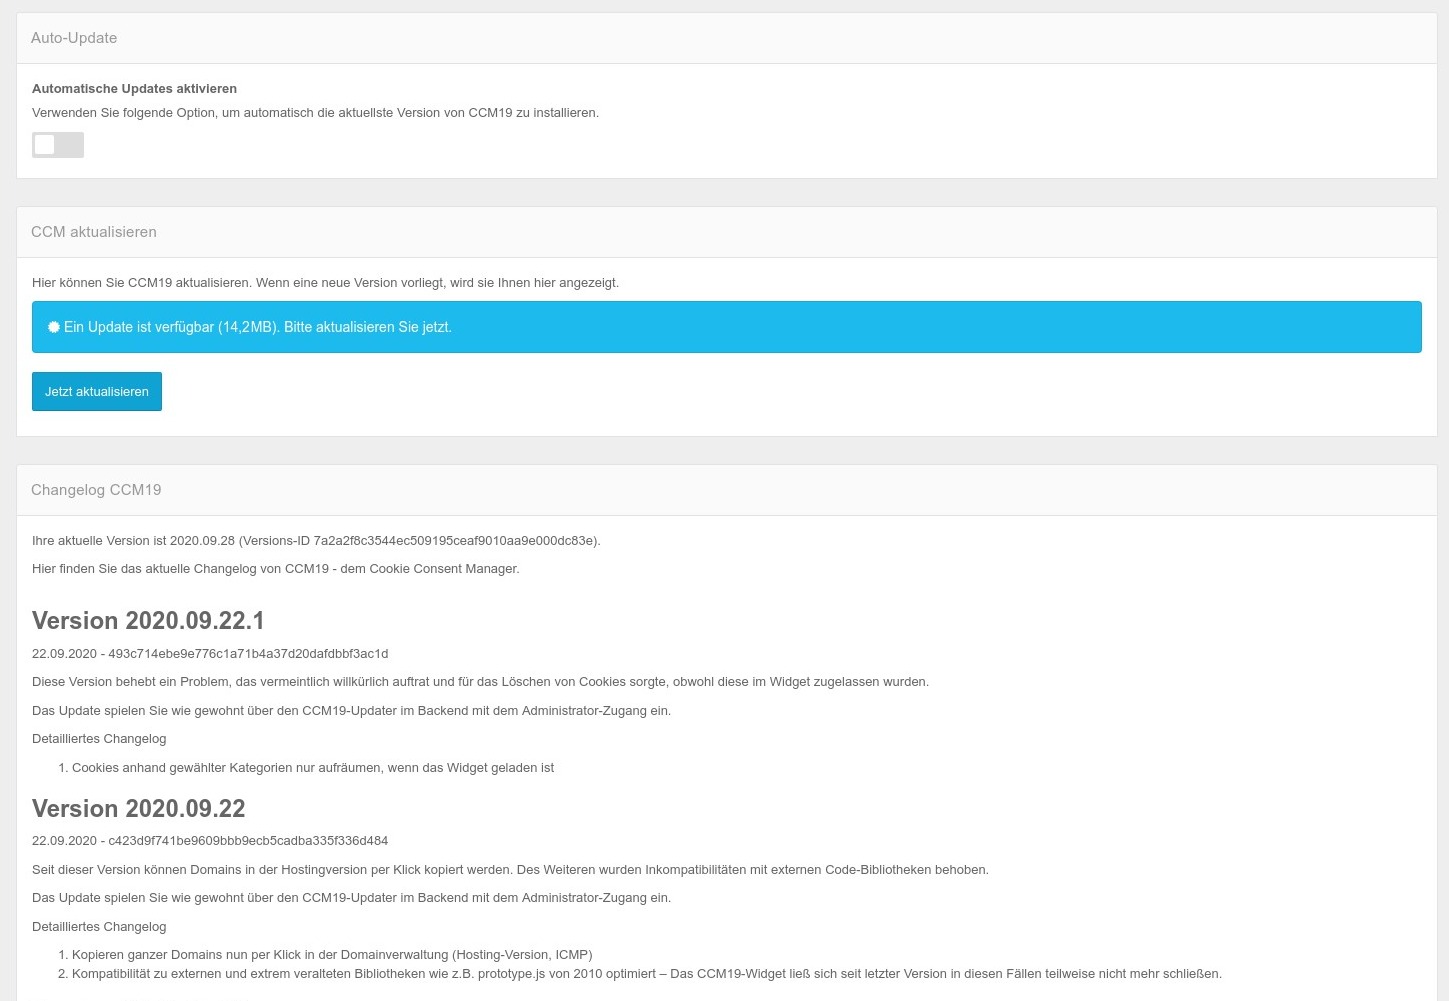 Auto-Update
Automatische Updates aktivieren
Verwenden Sie folgende Option, um automatisch die aktuellste Version von CCM19 zu installieren.
CCM aktualisieren
Hier können Sie CCM19 aktualisieren. Wenn eine neue Version vorliegt, wird sie Ihnen hier angezeigt.
Ein Update ist verfügbar (14,2MB). Bitte aktualisieren Sie jetzt.
Jetzt aktualisieren
Changelog CCM19
Ihre aktuelle Version ist 2020.09.28 (Versions-ID 7a2a2f8c3544ec509195ceaf9010aa9e000dc83e).
Hier finden Sie das aktuelle Changelog von CCM19 - dem Cookie Consent Manager.
Version 2020.09.22.1
22.09.2020 - 493c714ebe9e776c1a71b4a37d20dafdbbf3ac1d
Diese Version behebt ein Problem, das vermeintlich willkürlich auftrat und für das Löschen von Cookies sorgte, obwohl diese im Widget zugelassen wurden.
Das Update spielen Sie wie gewohnt über den CCM19-Updater im Backend mit dem Administrator-Zugang ein.
Detailliertes Changelog
1. Cookies anhand gewählter Kategorien nur aufräumen, wenn das Widget geladen ist
Version 2020.09.22
22.09.2020 - c423d9f741be9609bbb9ecb5cadba335f336d484
Seit dieser Version können Domains in der Hostingversion per Klick kopiert werden. Des Weiteren wurden Inkompatibilitäten mit externen Code-Bibliotheken behoben.
Das Update spielen Sie wie gewohnt über den CCM19-Updater im Backend mit dem Administrator-Zugang ein.
Detailliertes Changelog
1. Kopieren ganzer Domains nun per Klick in der Domainverwaltung (Hosting-Version, ICMP)
2. Kompatibilität zu externen und extrem veralteten Bibliotheken wie z.B. prototype.js von 2010 optimiert – Das CCM19-Widget ließ sich seit letzter Version in diesen Fällen teilweise nicht mehr schließen.